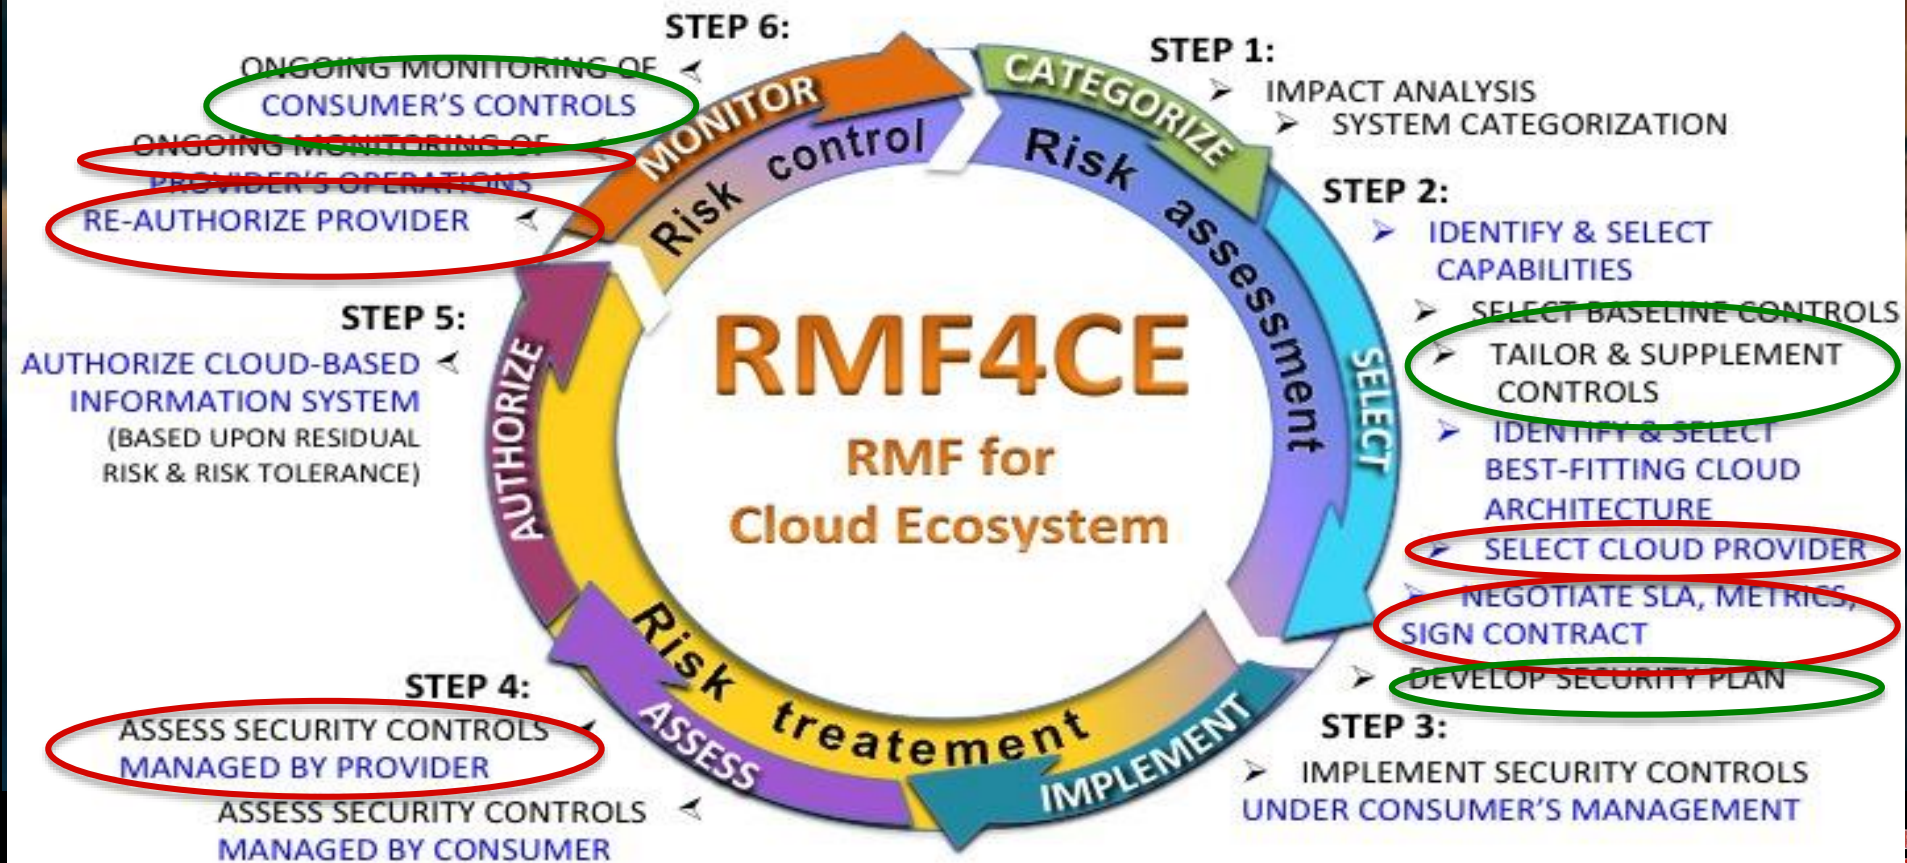 STEP 6:
ONGOING MONITORING OF
CONSUMER'S CONTROLS
ONGOING MONITORING OF
PROVIDER'S OPERATIONS
RE-AUTHORIZE PROVIDER
STEP 1:
IMPACT ANALYSIS
SYSTEM CATEGORIZATION
STEP 2:
IDENTIFY & SELECT
CAPABILITIES
SELECT BASELINE CONTROLS
TAILOR & SUPPLEMENT
CONTROLS
IDENTIFY & SELECT
BEST-FITTING CLOUD
ARCHITECTURE
SELECT CLOUD PROVIDER
NEGOTIATE SLA, METRICS,
SIGN CONTRACT
DEVELOP SECURITY PLAN
STEP 3:
IMPLEMENT SECURITY CONTROLS
UNDER CONSUMER'S MANAGEMENT
STEP 4:
ASSESS SECURITY CONTROLS
MANAGED BY PROVIDER
ASSESS SECURITY CONTROLS
MANAGED BY CONSUMER
STEP 5:
AUTHORIZE CLOUD-BASED
INFORMATION SYSTEM
(BASED UPON RESIDUAL
RISK & RISK TOLERANCE)
CATEGORIZE
SELECT
IMPLEMENT
ASSESS
AUTHORIZE
MONITOR
Risk assessment
Risk treatement
Risk control
RMF4CE
RMF for
Cloud Ecosystem